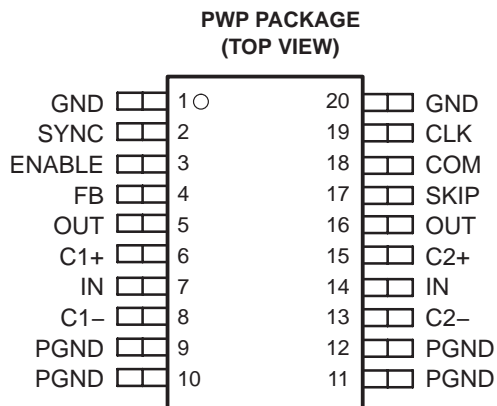 PWP PACKAGE
(TOP VIEW)
GND 1 20 GND
SYNC 2 19 CLK
ENABLE 3 18 COM
FB 4 17 SKIP
OUT 5 16 OUT
C1+ 6 15 C2+
IN 7 14 IN
C1– 8 13 C2–
PGND 9 12 PGND
PGND 10 11 PGND